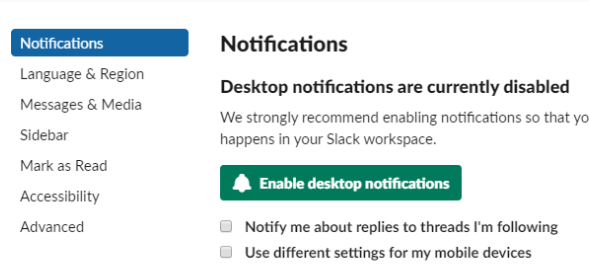 Notifications
Language & Region
Messages & Media
Sidebar
Mark as Read
Accessibility
Advanced
Notifications
Desktop notifications are currently disabled
We strongly recommend enabling notifications so that yo
happens in your Slack workspace.
Enable desktop notifications
Notify me about replies to threads I'm following
Use different settings for my mobile devices